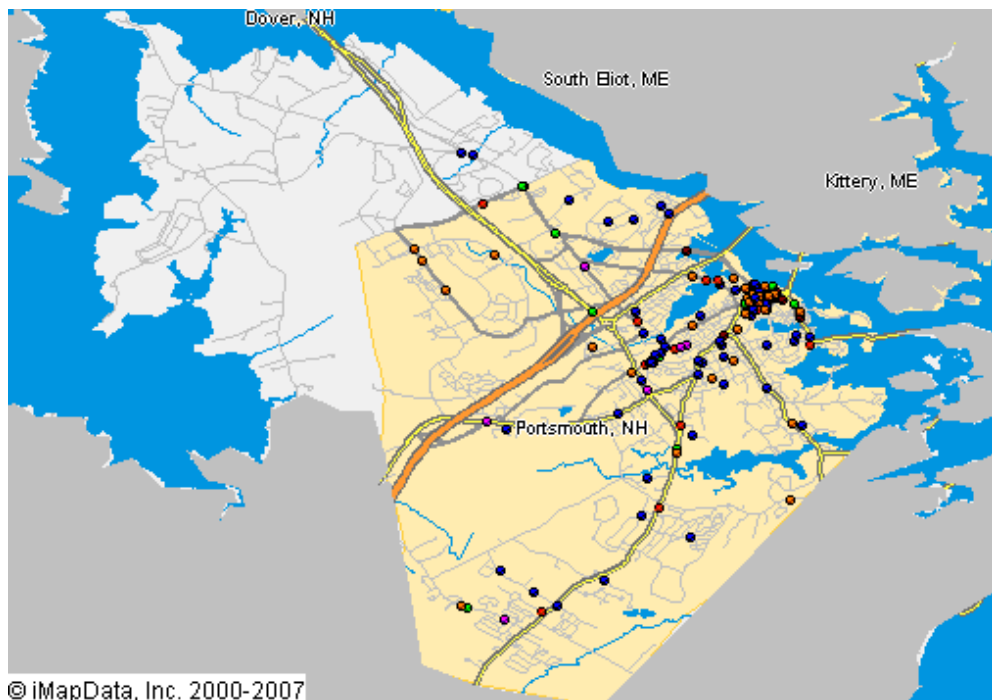 Dover, NH
South Eliot, ME
Kittery, ME
Portsmouth, NH
© iMapData, Inc. 2000-2007